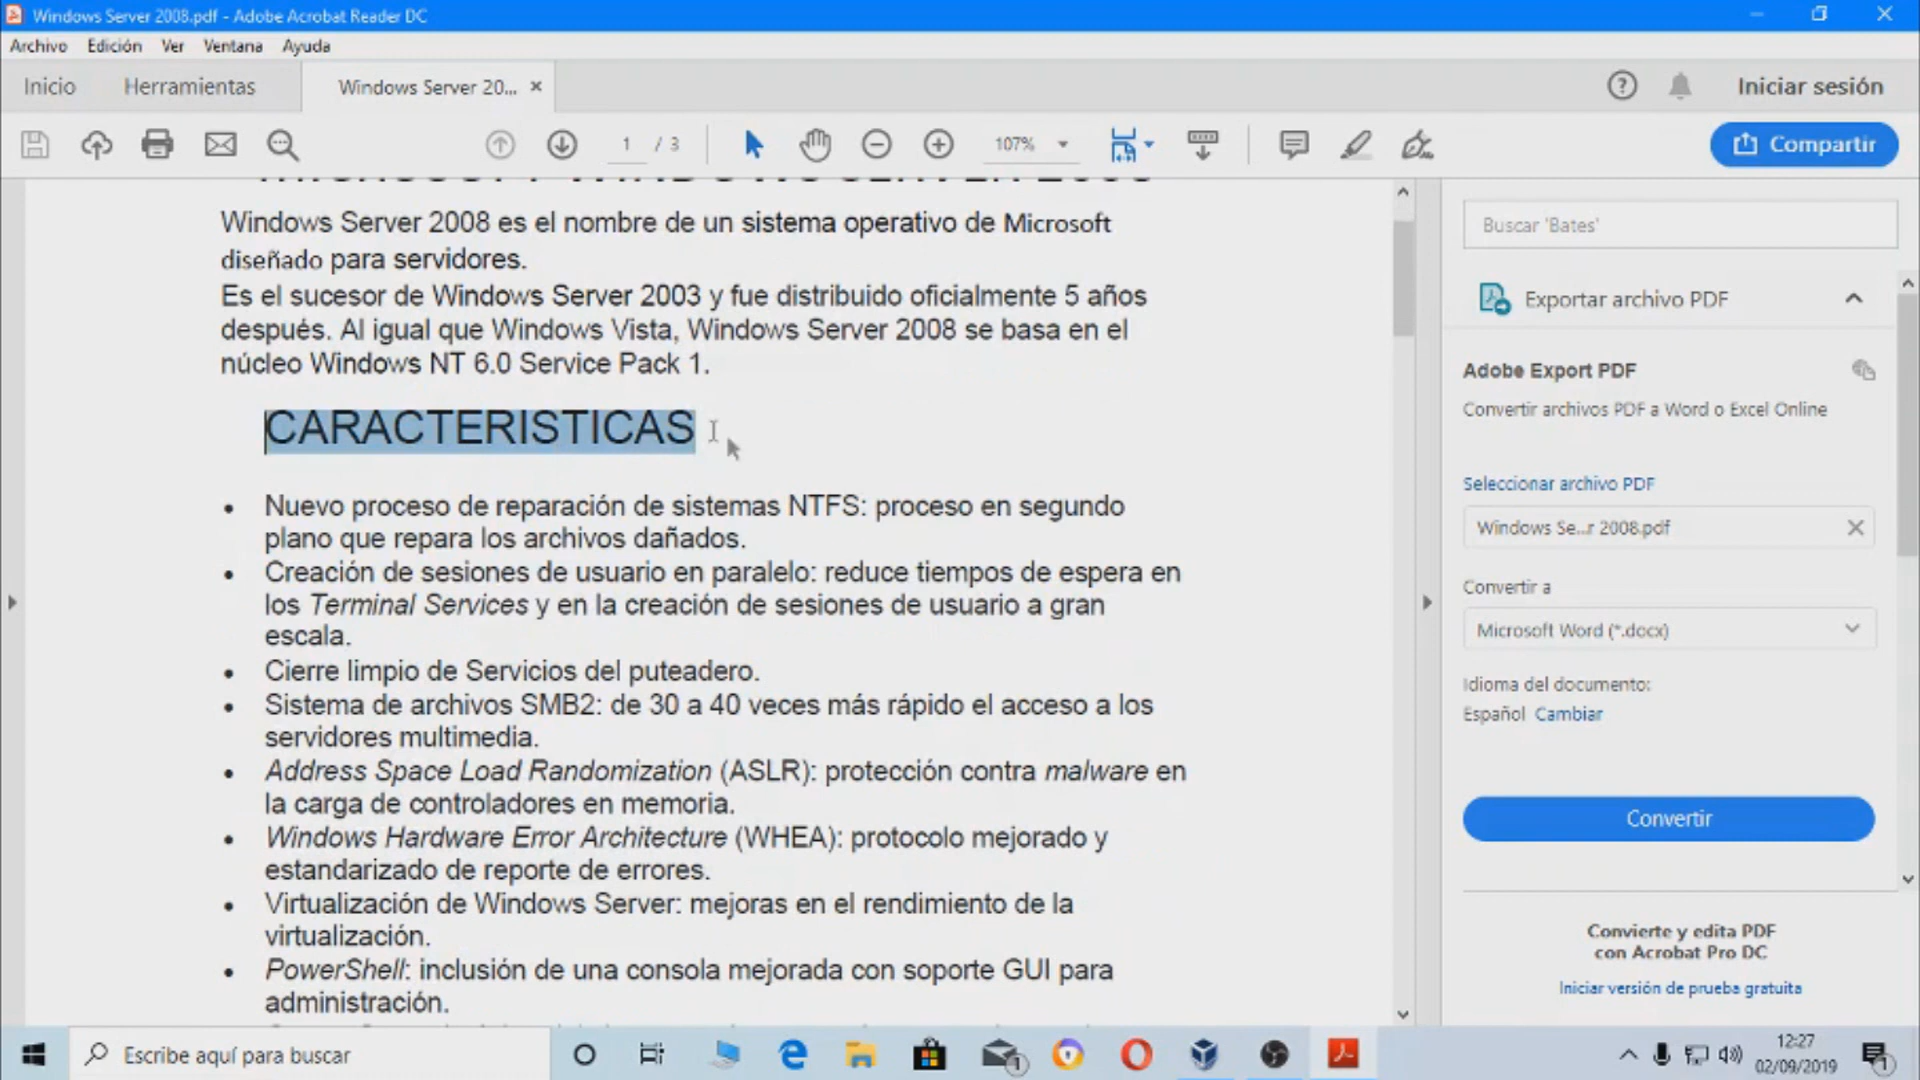 Windows Server 2008.pdf - Adobe Acrobat Reader DC
Archivo Edición Ver Ventana Ayuda
Inicio Herramientas Windows Server 20... Iniciar sesión
1 / 3 107% Compartir
MICROSOFT WINDOWS SERVER 2008
Windows Server 2008 es el nombre de un sistema operativo de Microsoft
diseñado para servidores.
Es el sucesor de Windows Server 2003 y fue distribuido oficialmente 5 años
después. Al igual que Windows Vista, Windows Server 2008 se basa en el
núcleo Windows NT 6.0 Service Pack 1.
CARACTERISTICAS
• Nuevo proceso de reparación de sistemas NTFS: proceso en segundo
plano que repara los archivos dañados.
• Creación de sesiones de usuario en paralelo: reduce tiempos de espera en
los Terminal Services y en la creación de sesiones de usuario a gran
escala.
• Cierre limpio de Servicios del puteadero.
• Sistema de archivos SMB2: de 30 a 40 veces más rápido el acceso a los
servidores multimedia.
• Address Space Load Randomization (ASLR): protección contra malware en
la carga de controladores en memoria.
• Windows Hardware Error Architecture (WHEA): protocolo mejorado y
estandarizado de reporte de errores.
• Virtualización de Windows Server: mejoras en el rendimiento de la
virtualización.
• PowerShell: inclusión de una consola mejorada con soporte GUI para
administración.
Buscar 'Bates'
Exportar archivo PDF
Adobe Export PDF
Convertir archivos PDF a Word o Excel Online
Seleccionar archivo PDF
Windows Se...r 2008.pdf
Convertir a
Microsoft Word (*.docx)
Idioma del documento:
Español Cambiar
Convertir
Convierte y edita PDF
con Acrobat Pro DC
Iniciar versión de prueba gratuita
Escribe aquí para buscar
1
12:27
02/09/2019
1